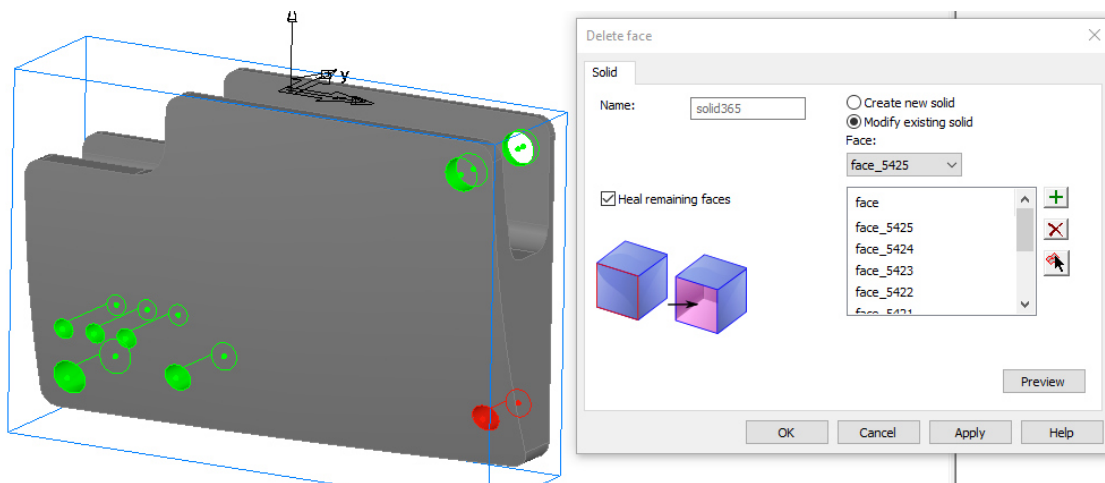 y
Delete face
Solid
Name:
solid365
Create new solid
Modify existing solid
Face:
face_5425
Heal remaining faces
face
face_5425
face_5424
face_5423
face_5422
face_5421
Preview
OK
Cancel
Apply
Help